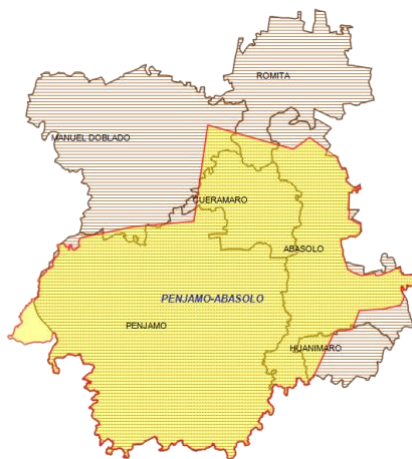 ROMITA
MANUEL DOBLADO
CUERAMARO
ABASOLO
PENJAMO-ABASOLO
PENJAMO
HUANIMARO